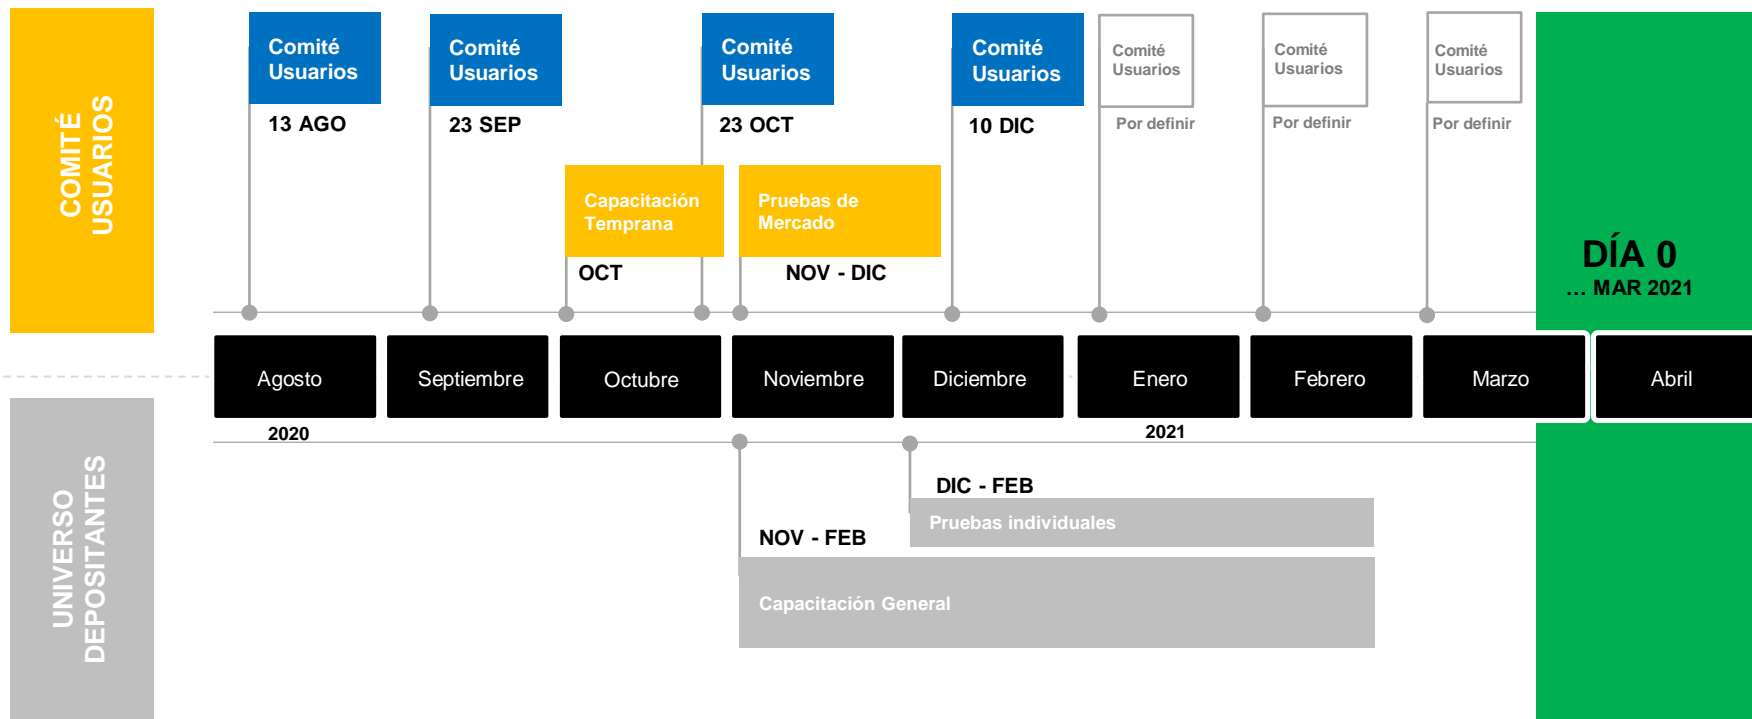 COMITÉ
USUARIOS
Comité
Usuarios
13 AGO
Comité
Usuarios
23 SEP
Comité
Usuarios
23 OCT
Comité
Usuarios
10 DIC
Comité
Usuarios
Por definir
Comité
Usuarios
Por definir
Comité
Usuarios
Por definir
Capacitación
Temprana
OCT
Pruebas de
Mercado
NOV - DIC
DÍA 0
... MAR 2021
Agosto
Septiembre
Octubre
Noviembre
Diciembre
Enero
Febrero
Marzo
Abril
2020
2021
UNIVERSO
DEPOSITANTES
DIC - FEB
Pruebas individuales
NOV - FEB
Capacitación General